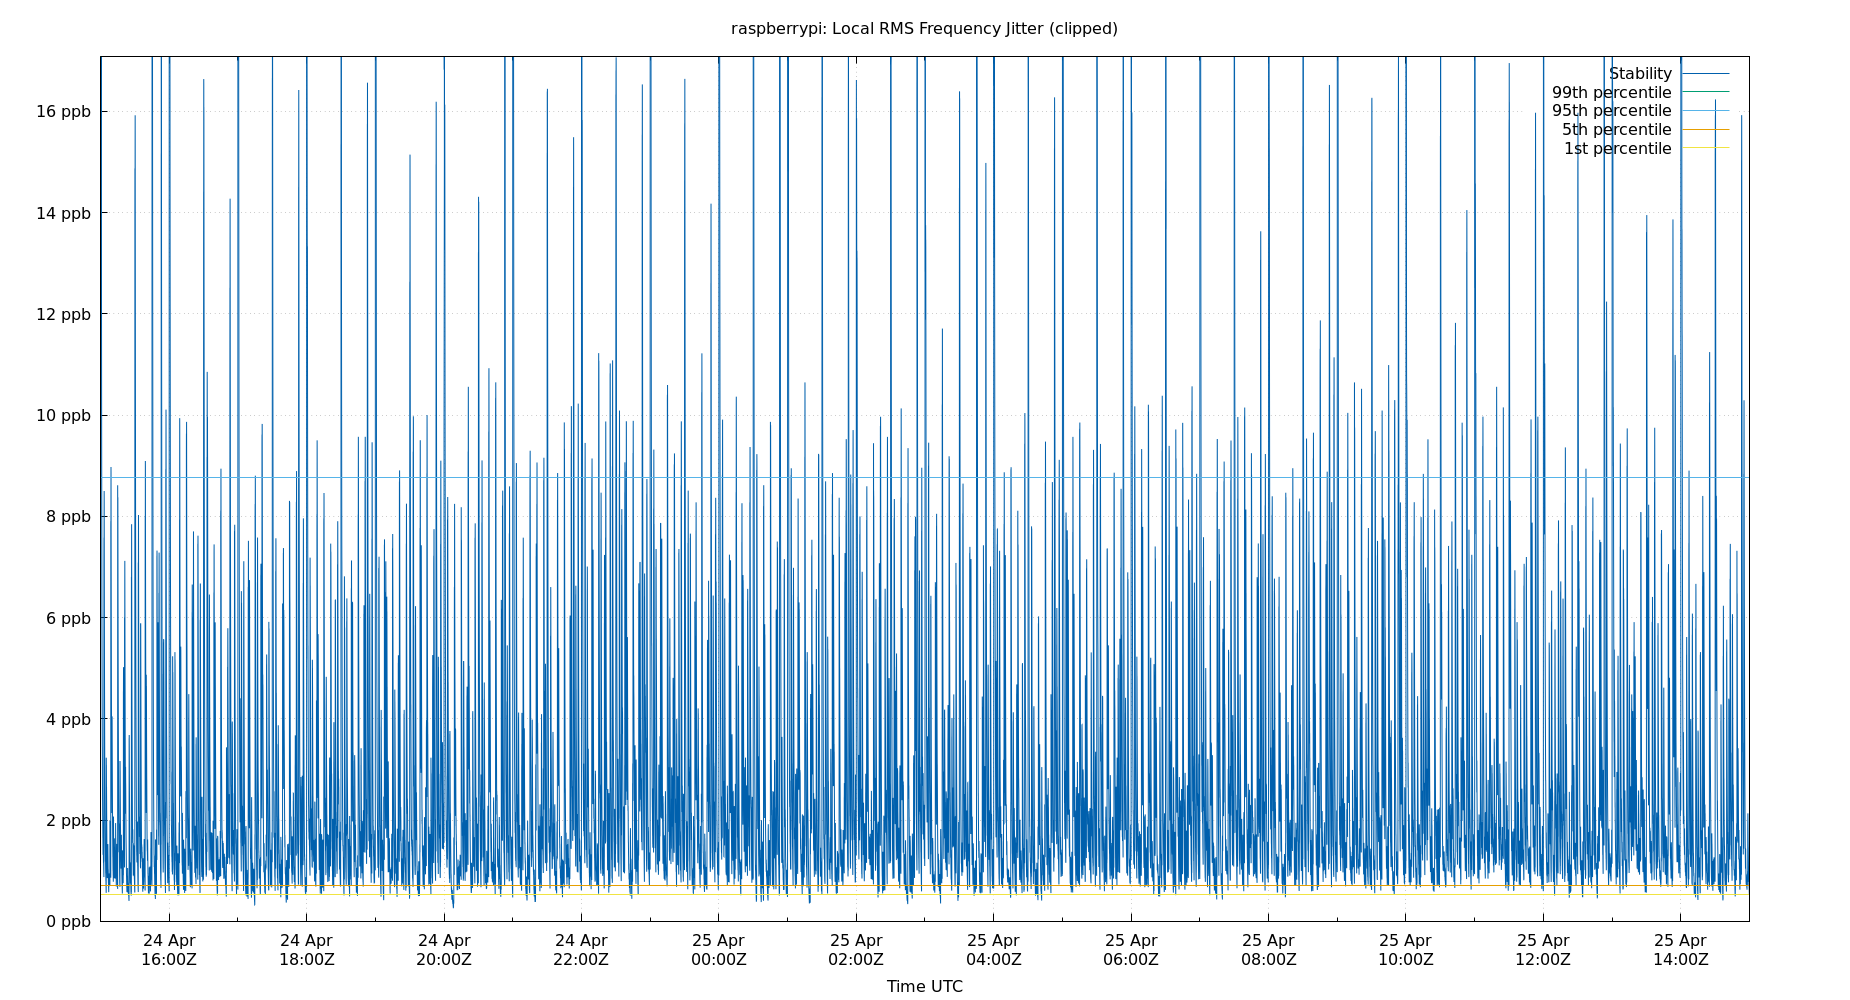 raspberrypi: Local RMS Frequency Jitter (clipped)
Stability
99th percentile
95th percentile
5th percentile
1st percentile
16 ppb
14 ppb
12 ppb
10 ppb
8 ppb
6 ppb
4 ppb
2 ppb
0 ppb
24 Apr 24 Apr 24 Apr 24 Apr 25 Apr 25 Apr 25 Apr 25 Apr 25 Apr 25 Apr 25 Apr 25 Apr
16:00Z 18:00Z 20:00Z 22:00Z 00:00Z 02:00Z 04:00Z 06:00Z 08:00Z 10:00Z 12:00Z 14:00Z
Time UTC